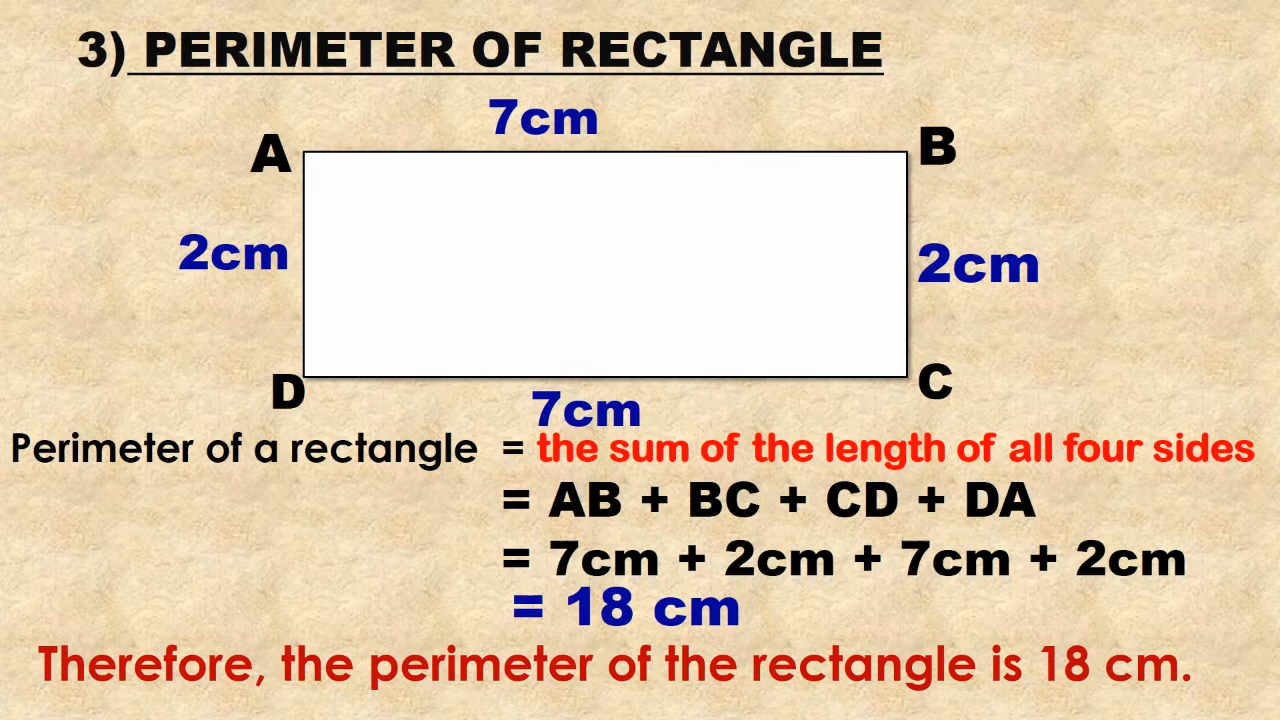 3) PERIMETER OF RECTANGLE
7cm
A
B
2cm
2cm
D
C
7cm
Perimeter of a rectangle = the sum of the length of all four sides
= AB + BC + CD + DA
= 7cm + 2cm + 7cm + 2cm
= 18 cm
Therefore, the perimeter of the rectangle is 18 cm.